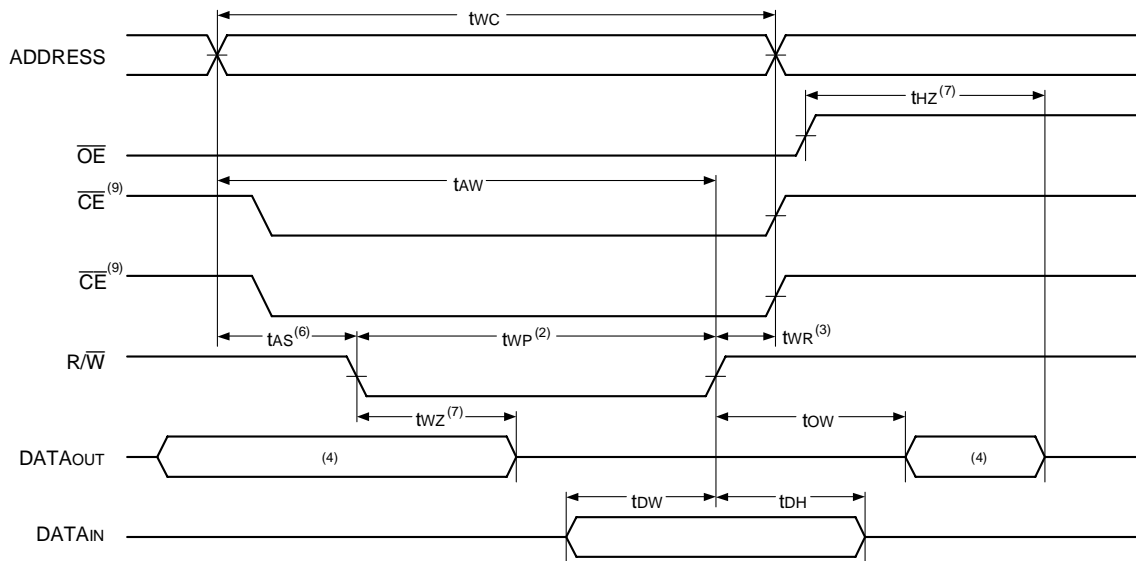 tWC
ADDRESS
tHZ(7)
OE
tAW
CE(9)
CE(9)
tAS(6) tWP(2) tWR(3)
R/W
tWZ(7) tOW
DATAOUT (4) (4)
tDW tDH
DATAIN